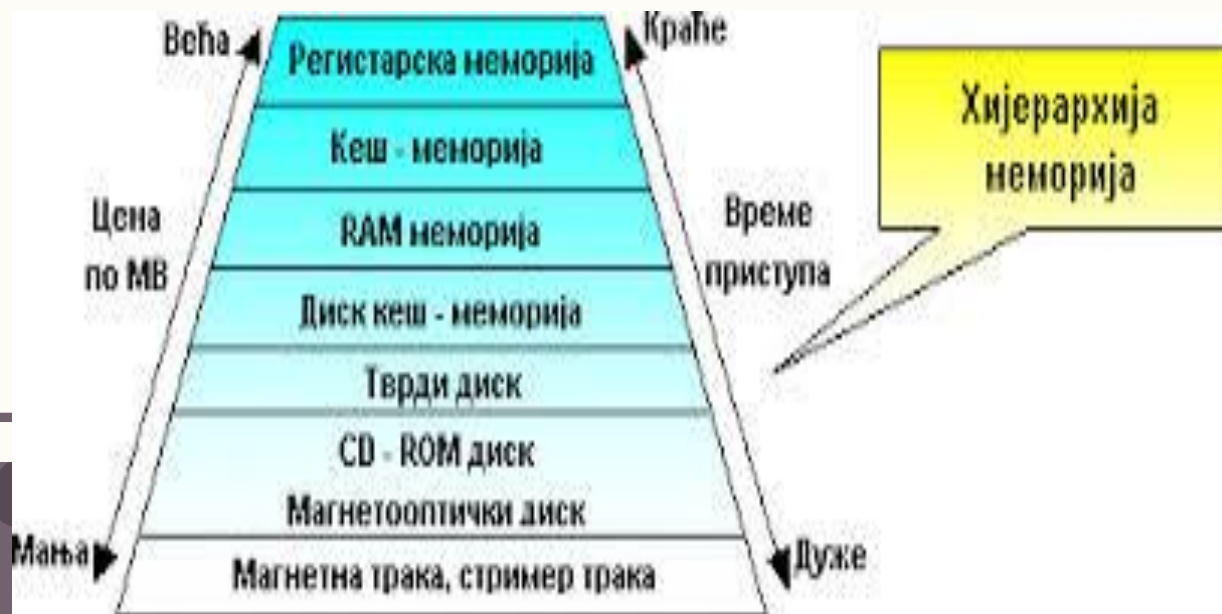 Већа
Краће
Регистарска меморија
Кеш - меморија
RAM меморија
Диск кеш - меморија
Тврди диск
CD - ROM диск
Магнетооптички диск
Магнетна трака, стример трака
Цена
по MB
Време
приступа
Мања
Дуже
Хијерархија
меморија